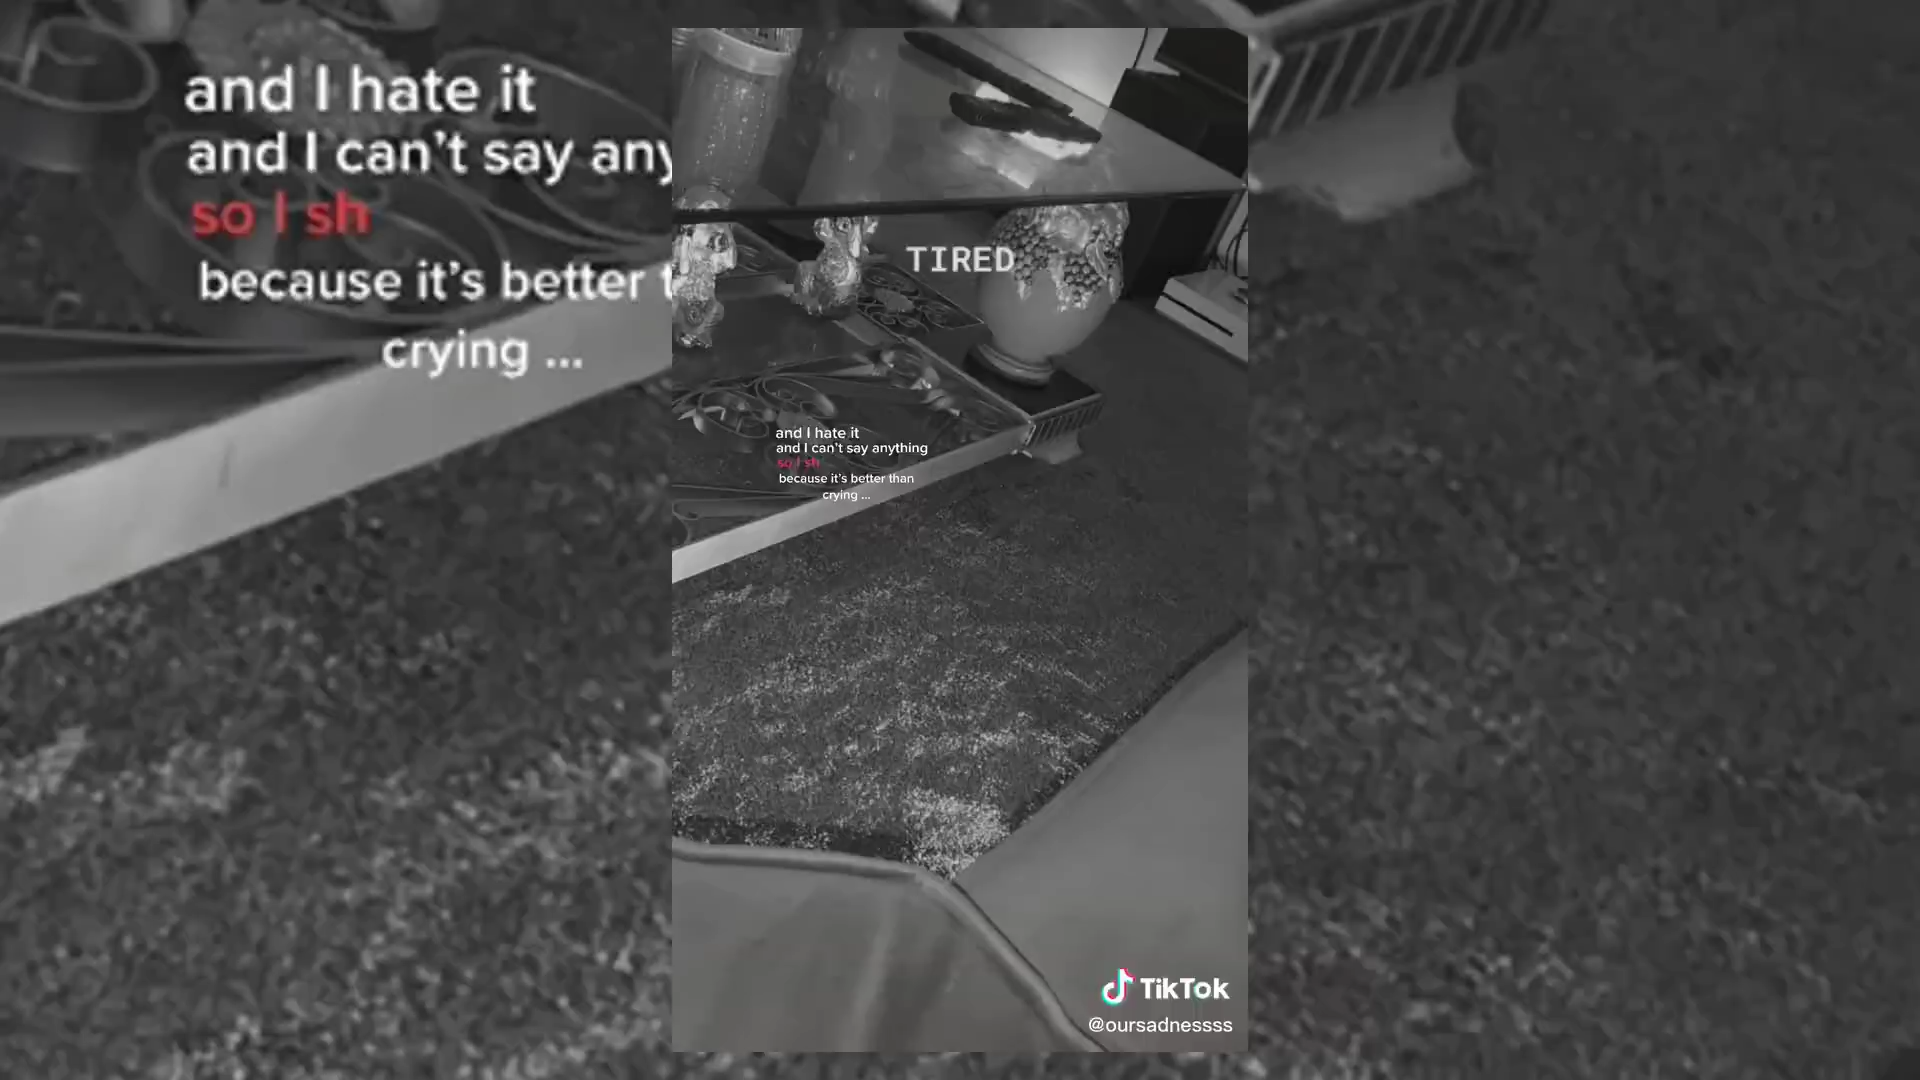 and I hate it
and I can't say any
so I sh
because it's better t
crying ...
TIRED
and I hate it
and I can't say anything
so I sh
because it's better than
crying ...
TikTok
@oursadnessss